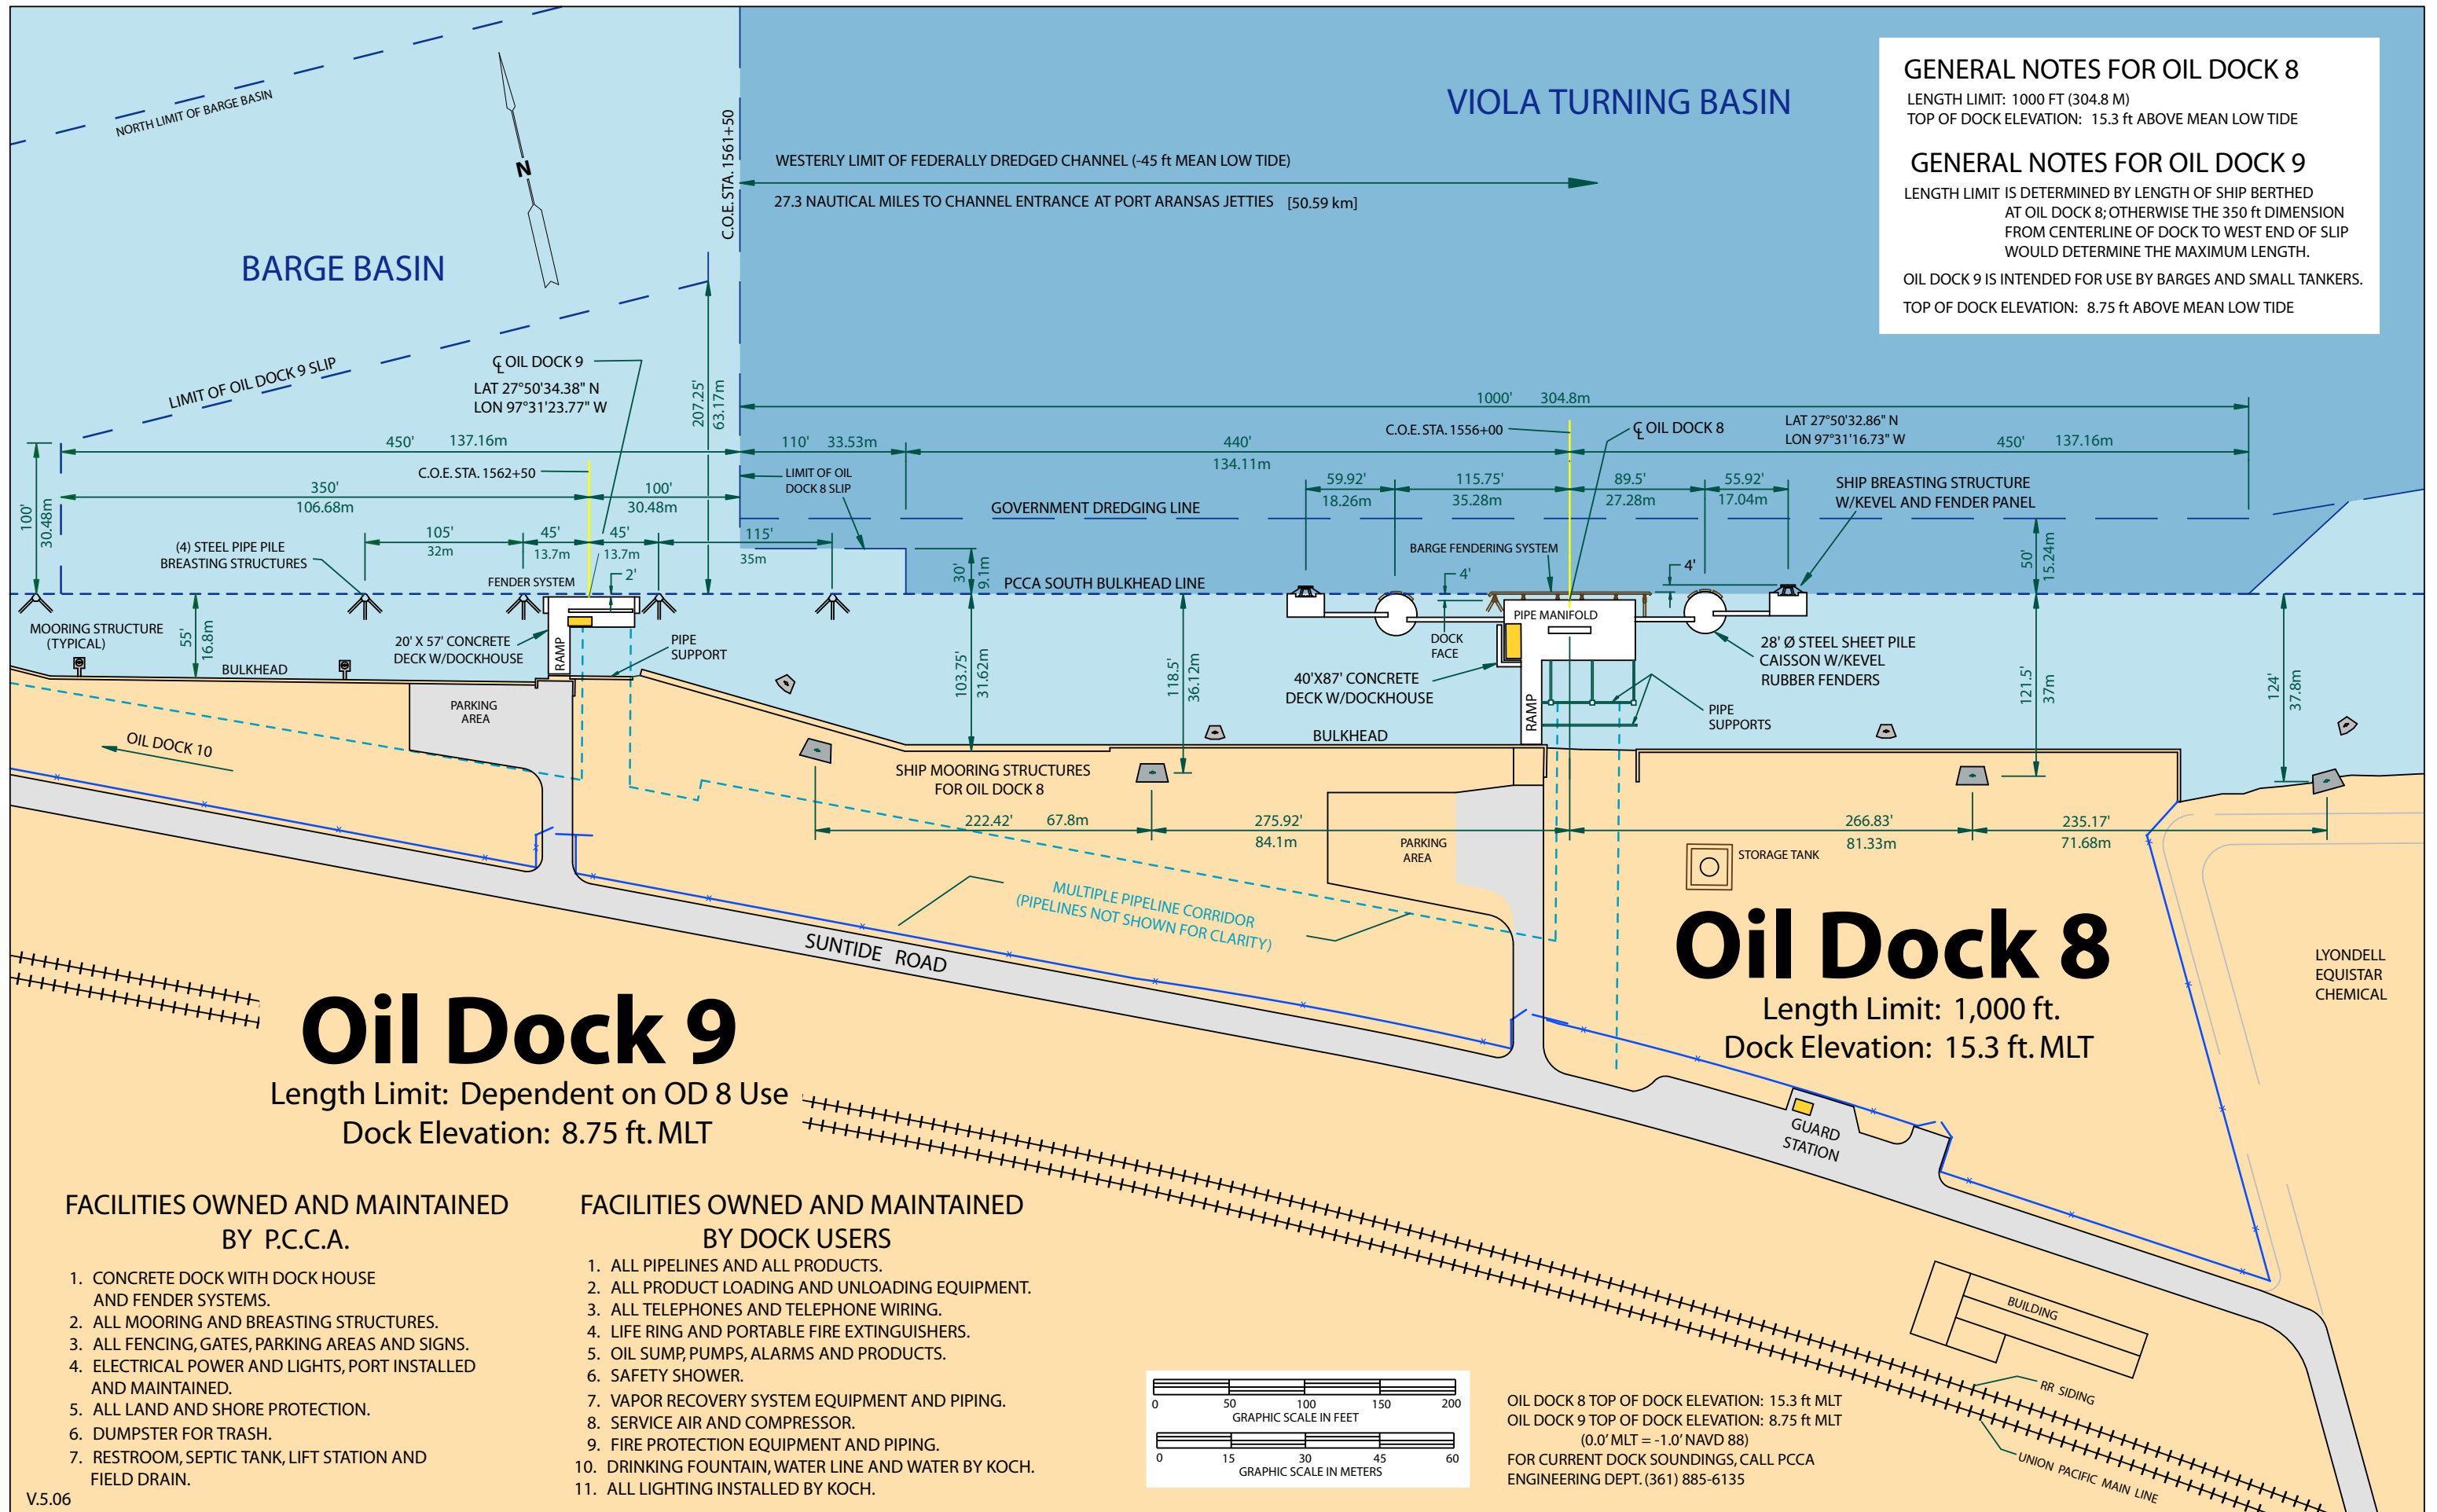 GENERAL NOTES FOR OIL DOCK 8
LENGTH LIMIT: 1000 FT (304.8 M)
TOP OF DOCK ELEVATION: 15.3 ft ABOVE MEAN LOW TIDE
GENERAL NOTES FOR OIL DOCK 9
LENGTH LIMIT IS DETERMINED BY LENGTH OF SHIP BERTHED
AT OIL DOCK 8; OTHERWISE THE 350 ft DIMENSION
FROM CENTERLINE OF DOCK TO WEST END OF SLIP
WOULD DETERMINE THE MAXIMUM LENGTH.
OIL DOCK 9 IS INTENDED FOR USE BY BARGES AND SMALL TANKERS.
TOP OF DOCK ELEVATION: 8.75 ft ABOVE MEAN LOW TIDE
VIOLA TURNING BASIN
NORTH LIMIT OF BARGE BASIN
N
C.O.E. STA. 1561+50
WESTERLY LIMIT OF FEDERALLY DREDGED CHANNEL (-45 ft MEAN LOW TIDE)
27.3 NAUTICAL MILES TO CHANNEL ENTRANCE AT PORT ARANSAS JETTIES [50.59 km]
BARGE BASIN
LIMIT OF OIL DOCK 9 SLIP
℄ OIL DOCK 9
LAT 27°50'34.38" N
LON 97°31'23.77" W
207.25'
63.17m
1000' 304.8m
450' 137.16m
110' 33.53m
440'
134.11m
C.O.E. STA. 1556+00
℄ OIL DOCK 8
LAT 27°50'32.86" N
LON 97°31'16.73" W
450' 137.16m
C.O.E. STA. 1562+50
LIMIT OF OIL
DOCK 8 SLIP
350'
106.68m
100'
30.48m
100'
30.48m
59.92'
18.26m
115.75'
35.28m
89.5'
27.28m
55.92'
17.04m
SHIP BREASTING STRUCTURE
W/KEVEL AND FENDER PANEL
GOVERNMENT DREDGING LINE
105'
32m
45'
13.7m
45'
13.7m
115'
35m
(4) STEEL PIPE PILE
BREASTING STRUCTURES
FENDER SYSTEM
2'
30'
9.1m
PCCA SOUTH BULKHEAD LINE
BARGE FENDERING SYSTEM
4'
4'
50'
15.24m
MOORING STRUCTURE
(TYPICAL)
55'
16.8m
BULKHEAD
20' X 57' CONCRETE
DECK W/DOCKHOUSE
RAMP
PIPE
SUPPORT
103.75'
31.62m
118.5'
36.12m
DOCK
FACE
PIPE MANIFOLD
40'X87' CONCRETE
DECK W/DOCKHOUSE
RAMP
28' Ø STEEL SHEET PILE
CAISSON W/KEVEL
RUBBER FENDERS
PIPE
SUPPORTS
121.5'
37m
124'
37.8m
PARKING
AREA
OIL DOCK 10
BULKHEAD
SHIP MOORING STRUCTURES
FOR OIL DOCK 8
222.42' 67.8m
275.92'
84.1m
266.83'
81.33m
235.17'
71.68m
PARKING
AREA
STORAGE TANK
MULTIPLE PIPELINE CORRIDOR
(PIPELINES NOT SHOWN FOR CLARITY)
SUNTIDE ROAD
Oil Dock 8
Length Limit: 1,000 ft.
Dock Elevation: 15.3 ft. MLT
LYONDELL
EQUISTAR
CHEMICAL
Oil Dock 9
Length Limit: Dependent on OD 8 Use
Dock Elevation: 8.75 ft. MLT
GUARD
STATION
BUILDING
RR SIDING
UNION PACIFIC MAIN LINE
FACILITIES OWNED AND MAINTAINED
BY P.C.C.A.
1. CONCRETE DOCK WITH DOCK HOUSE
AND FENDER SYSTEMS.
2. ALL MOORING AND BREASTING STRUCTURES.
3. ALL FENCING, GATES, PARKING AREAS AND SIGNS.
4. ELECTRICAL POWER AND LIGHTS, PORT INSTALLED
AND MAINTAINED.
5. ALL LAND AND SHORE PROTECTION.
6. DUMPSTER FOR TRASH.
7. RESTROOM, SEPTIC TANK, LIFT STATION AND
FIELD DRAIN.
FACILITIES OWNED AND MAINTAINED
BY DOCK USERS
1. ALL PIPELINES AND ALL PRODUCTS.
2. ALL PRODUCT LOADING AND UNLOADING EQUIPMENT.
3. ALL TELEPHONES AND TELEPHONE WIRING.
4. LIFE RING AND PORTABLE FIRE EXTINGUISHERS.
5. OIL SUMP, PUMPS, ALARMS AND PRODUCTS.
6. SAFETY SHOWER.
7. VAPOR RECOVERY SYSTEM EQUIPMENT AND PIPING.
8. SERVICE AIR AND COMPRESSOR.
9. FIRE PROTECTION EQUIPMENT AND PIPING.
10. DRINKING FOUNTAIN, WATER LINE AND WATER BY KOCH.
11. ALL LIGHTING INSTALLED BY KOCH.
0 50 100 150 200
GRAPHIC SCALE IN FEET
0 15 30 45 60
GRAPHIC SCALE IN METERS
OIL DOCK 8 TOP OF DOCK ELEVATION: 15.3 ft MLT
OIL DOCK 9 TOP OF DOCK ELEVATION: 8.75 ft MLT
(0.0' MLT = -1.0' NAVD 88)
FOR CURRENT DOCK SOUNDINGS, CALL PCCA
ENGINEERING DEPT. (361) 885-6135
V.5.06